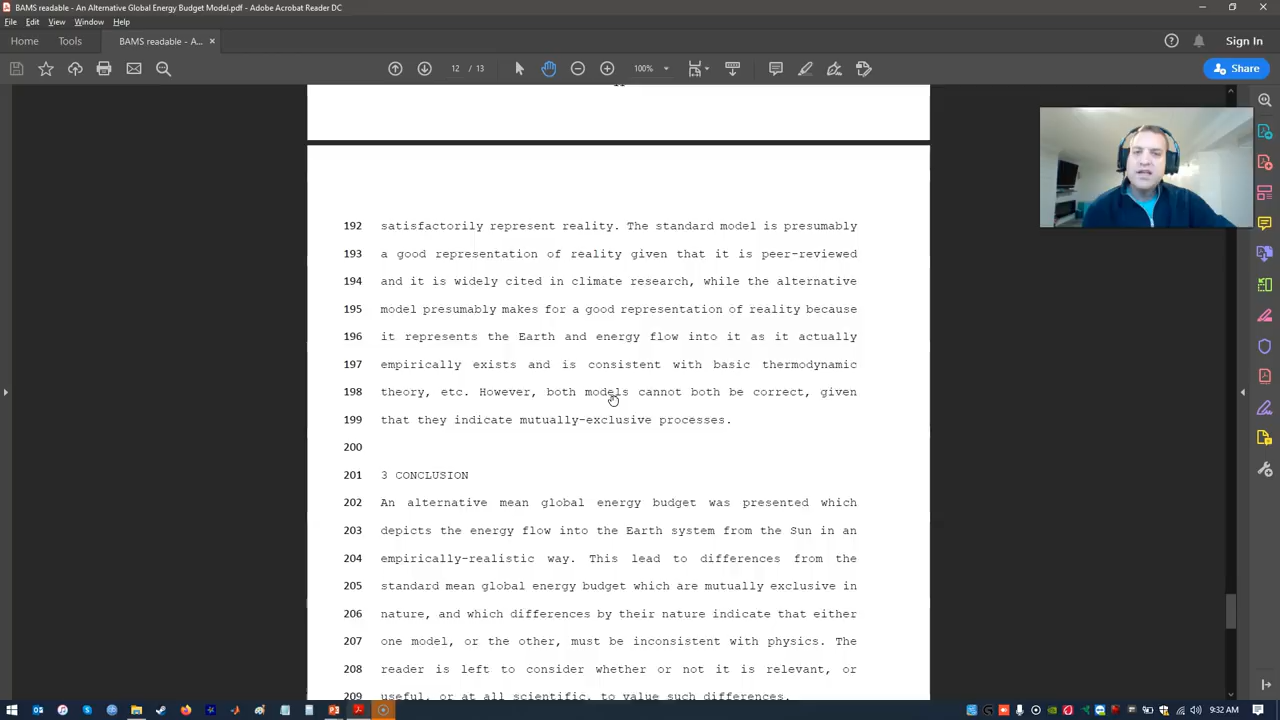 BAMS readable - An Alternative Global Energy Budget Model.pdf - Adobe Acrobat Reader DC
File Edit View Window Help
Home Tools BAMS readable - A... Sign In
12 / 13 100% Share
192 satisfactorily represent reality. The standard model is presumably
193 a good representation of reality given that it is peer-reviewed
194 and it is widely cited in climate research, while the alternative
195 model presumably makes for a good representation of reality because
196 it represents the Earth and energy flow into it as it actually
197 empirically exists and is consistent with basic thermodynamic
198 theory, etc. However, both models cannot both be correct, given
199 that they indicate mutually-exclusive processes.
200
201 3 CONCLUSION
202 An alternative mean global energy budget was presented which
203 depicts the energy flow into the Earth system from the Sun in an
204 empirically-realistic way. This lead to differences from the
205 standard mean global energy budget which are mutually exclusive in
206 nature, and which differences by their nature indicate that either
207 one model, or the other, must be inconsistent with physics. The
208 reader is left to consider whether or not it is relevant, or
209 useful, or at all scientific, to value such differences.
9:32 AM